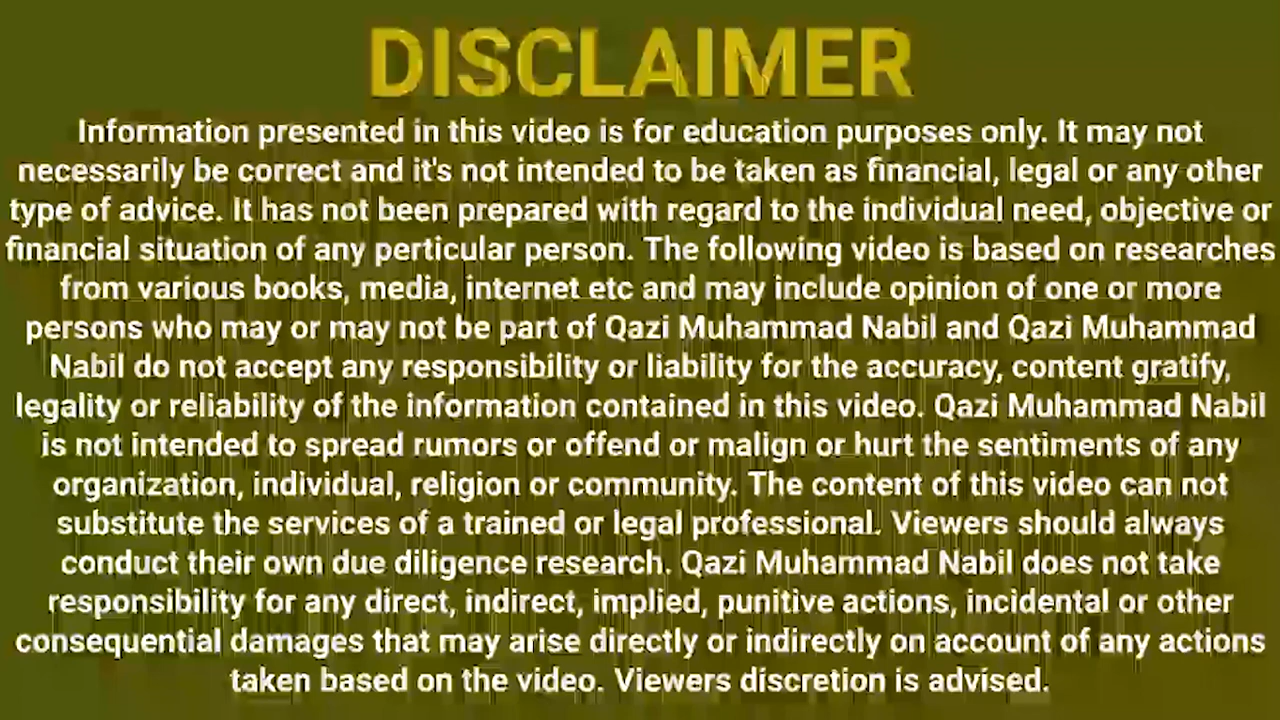 DISCLAIMER
Information presented in this video is for education purposes only. It may not
necessarily be correct and it's not intended to be taken as financial, legal or any other
type of advice. It has not been prepared with regard to the individual need, objective or
financial situation of any perticular person. The following video is based on researches
from various books, media, internet etc and may include opinion of one or more
persons who may or may not be part of Qazi Muhammad Nabil and Qazi Muhammad
Nabil do not accept any responsibility or liability for the accuracy, content gratify,
legality or reliability of the information contained in this video. Qazi Muhammad Nabil
is not intended to spread rumors or offend or malign or hurt the sentiments of any
organization, individual, religion or community. The content of this video can not
substitute the services of a trained or legal professional. Viewers should always
conduct their own due diligence research. Qazi Muhammad Nabil does not take
responsibility for any direct, indirect, implied, punitive actions, incidental or other
consequential damages that may arise directly or indirectly on account of any actions
taken based on the video. Viewers discretion is advised.